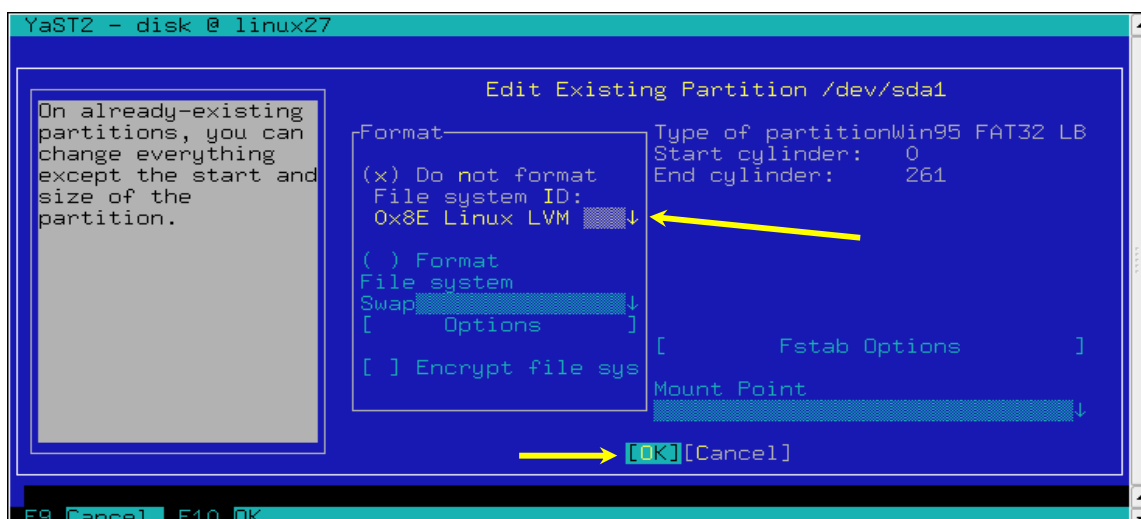 YaST2 - disk @ linux27
Edit Existing Partition /dev/sda1
On already-existing
partitions, you can
change everything
except the start and
size of the
partition.
Format
(x) Do not format
File system ID:
0x8E Linux LVM ↓
( ) Format
File system
Swap ↓
[ Options ]
[ ] Encrypt file sys
Type of partitionWin95 FAT32 LB
Start cylinder: 0
End cylinder: 261
[ Fstab Options ]
Mount Point
↓
[OK][Cancel]
F9 Cancel F10 OK